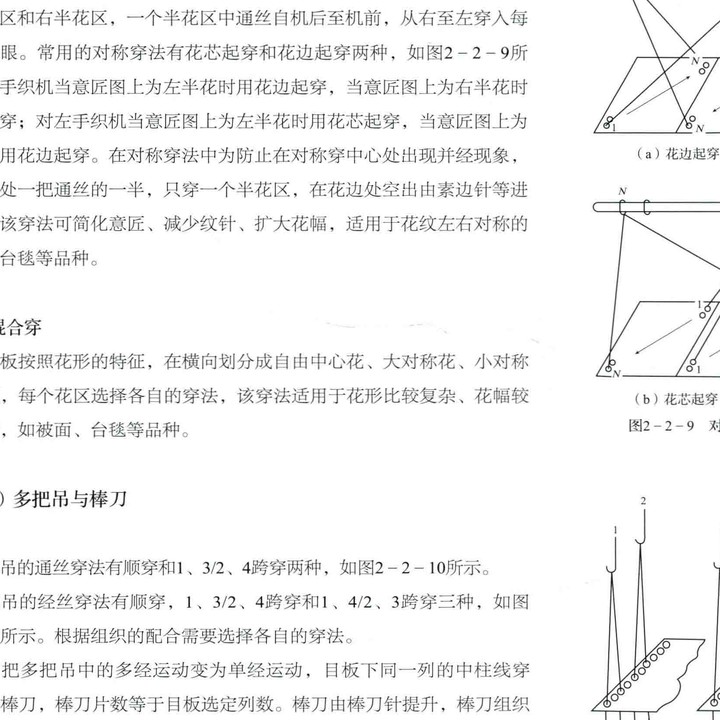 区和右半花区，一个半花区中通丝自机后至机前，从右至左穿入每
眼。常用的对称穿法有花芯起穿和花边起穿两种，如图2－2－9所
手织机当意匠图上为左半花时用花边起穿，当意匠图上为右半花时
穿；对左手织机当意匠图上为左半花时用花芯起穿，当意匠图上为
用花边起穿。在对称穿法中为防止在对称穿中心处出现并经现象，
处一把通丝的一半，只穿一个半花区，在花边处空出由素边针等进
该穿法可简化意匠、减少纹针、扩大花幅，适用于花纹左右对称的
台毯等品种。
混合穿
板按照花形的特征，在横向划分成自由中心花、大对称花、小对称
，每个花区选择各自的穿法，该穿法适用于花形比较复杂、花幅较
，如被面、台毯等品种。
）多把吊与棒刀
吊的通丝穿法有顺穿和1、3/2、4跨穿两种，如图2－2－10所示。
吊的经丝穿法有顺穿，1、3/2、4跨穿和1、4/2、3跨穿三种，如图
所示。根据组织的配合需要选择各自的穿法。
把多把吊中的多经运动变为单经运动，目板下同一列的中柱线穿
棒刀，棒刀片数等于目板选定列数。棒刀由棒刀针提升，棒刀组织
N
1
N
（a）花边起穿
N
1
N
1
（b）花芯起穿
图2－2－9 对
1
2